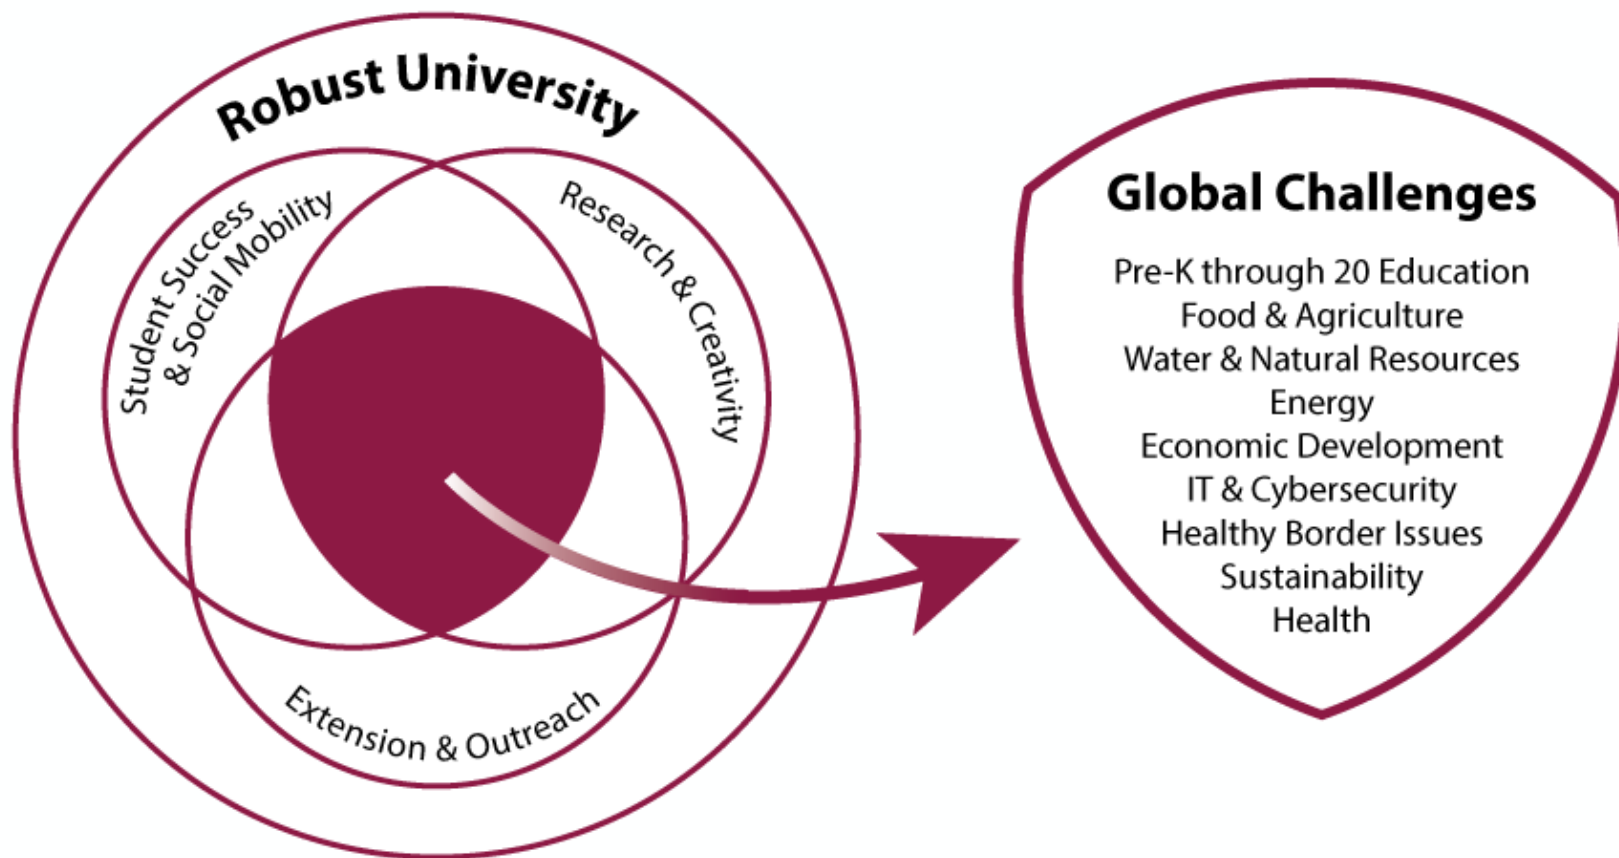 Robust University
Student Success
& Social Mobility
Research & Creativity
Extension & Outreach
Global Challenges
Pre-K through 20 Education
Food & Agriculture
Water & Natural Resources
Energy
Economic Development
IT & Cybersecurity
Healthy Border Issues
Sustainability
Health